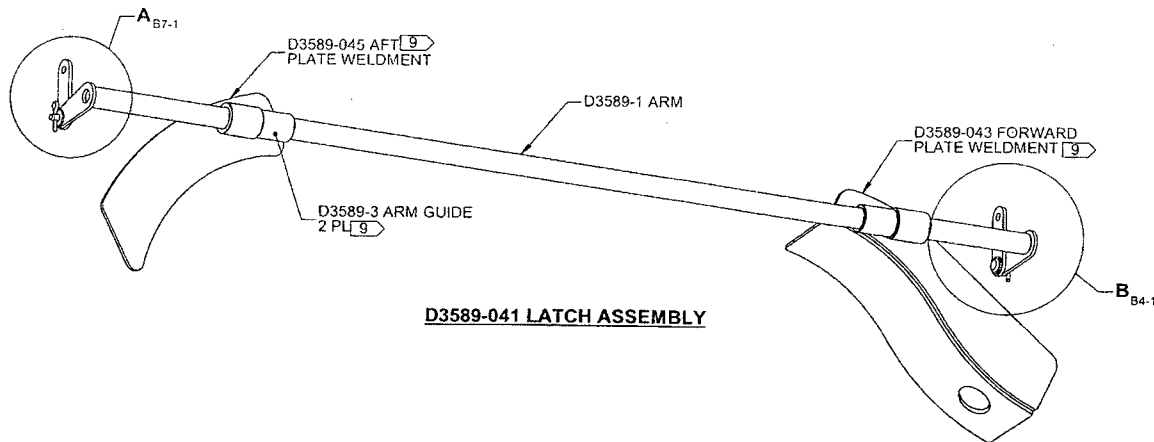 A B7-1
D3589-045 AFT 9
PLATE WELDMENT
D3589-1 ARM
D3589-043 FORWARD
PLATE WELDMENT 9
D3589-3 ARM GUIDE
2 PL 9
B B4-1
D3589-041 LATCH ASSEMBLY